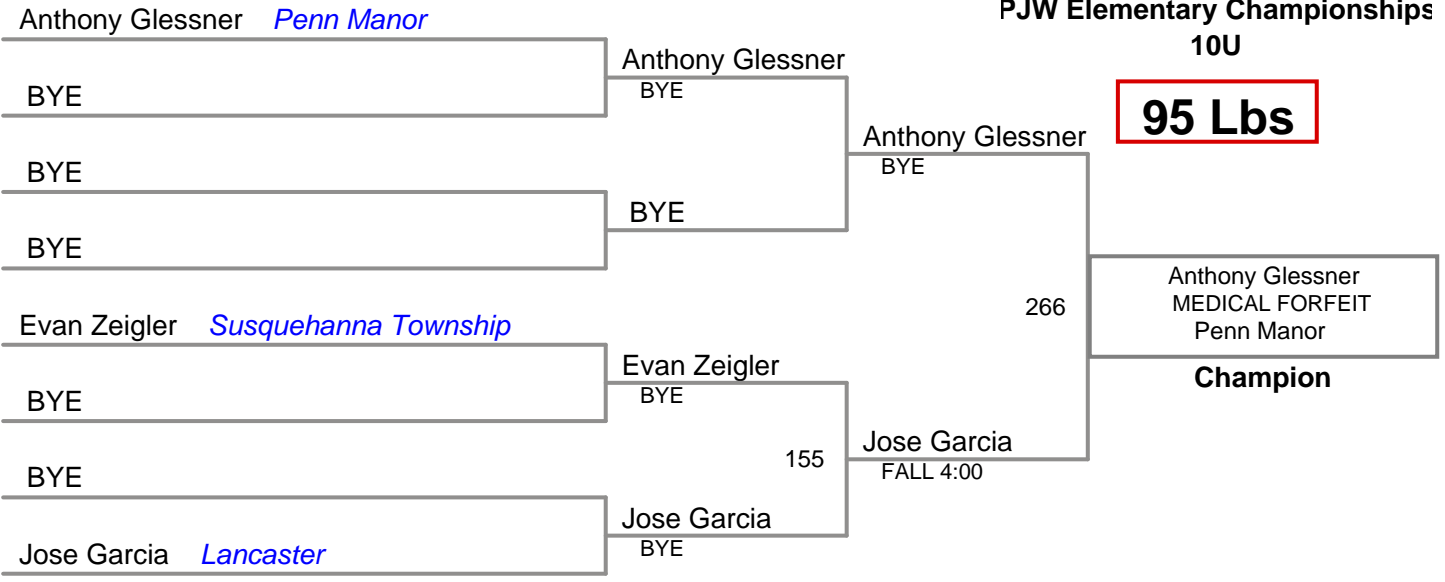 PJW Elementary Championships
10U
95 Lbs
Anthony Glessner Penn Manor
BYE
BYE
BYE
Evan Zeigler Susquehanna Township
BYE
BYE
Jose Garcia Lancaster
Anthony Glessner
BYE
BYE
Evan Zeigler
BYE
155
Jose Garcia
BYE
Anthony Glessner
BYE
266
Jose Garcia
FALL 4:00
Anthony Glessner
MEDICAL FORFEIT
Penn Manor
Champion